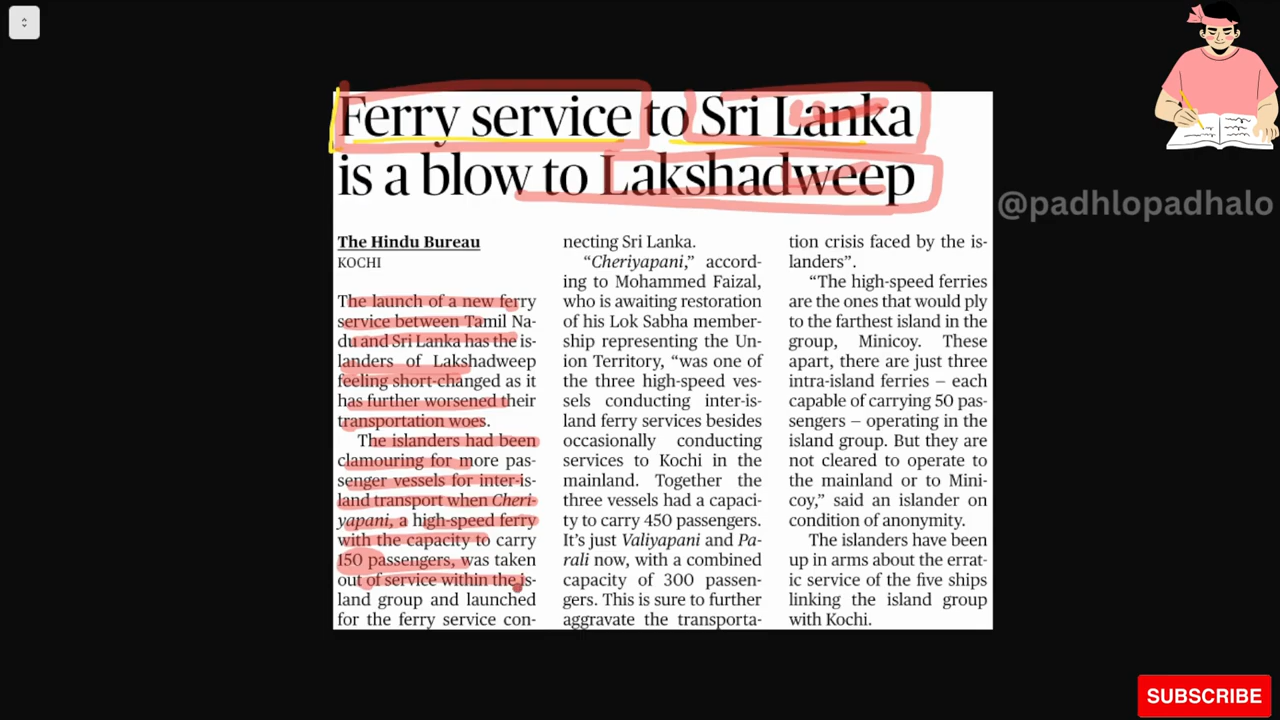 Ferry service to Sri Lanka
is a blow to Lakshadweep
@padhlopadhalo
The Hindu Bureau
KOCHI
The launch of a new ferry
service between Tamil Na-
du and Sri Lanka has the is-
landers of Lakshadweep
feeling short-changed as it
has further worsened their
transportation woes.
The islanders had been
clamouring for more pas-
senger vessels for inter-is-
land transport when Cheri-
yapani, a high-speed ferry
with the capacity to carry
150 passengers, was taken
out of service within the is-
land group and launched
for the ferry service con-
necting Sri Lanka.
“Cheriyapani,” accord-
ing to Mohammed Faizal,
who is awaiting restoration
of his Lok Sabha member-
ship representing the Un-
ion Territory, “was one of
the three high-speed ves-
sels conducting inter-is-
land ferry services besides
occasionally conducting
services to Kochi in the
mainland. Together the
three vessels had a capaci-
ty to carry 450 passengers.
It’s just Valiyapani and Pa-
rali now, with a combined
capacity of 300 passen-
gers. This is sure to further
aggravate the transporta-
tion crisis faced by the is-
landers”.
“The high-speed ferries
are the ones that would ply
to the farthest island in the
group, Minicoy. These
apart, there are just three
intra-island ferries – each
capable of carrying 50 pas-
sengers – operating in the
island group. But they are
not cleared to operate to
the mainland or to Mini-
coy,” said an islander on
condition of anonymity.
The islanders have been
up in arms about the errat-
ic service of the five ships
linking the island group
with Kochi.
SUBSCRIBE